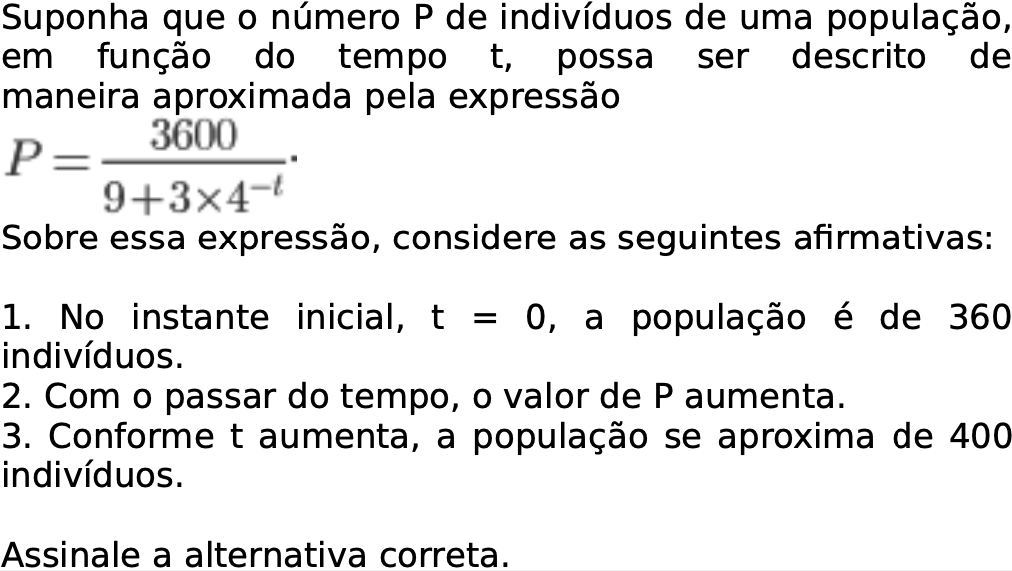 Suponha que o número P de indivíduos de uma população,
em função do tempo t, possa ser descrito de
maneira aproximada pela expressão
P = \frac{3600}{9+3×4^{-t}}.
Sobre essa expressão, considere as seguintes afirmativas:
1. No instante inicial, t = 0, a população é de 360
indivíduos.
2. Com o passar do tempo, o valor de P aumenta.
3. Conforme t aumenta, a população se aproxima de 400
indivíduos.
Assinale a alternativa correta.